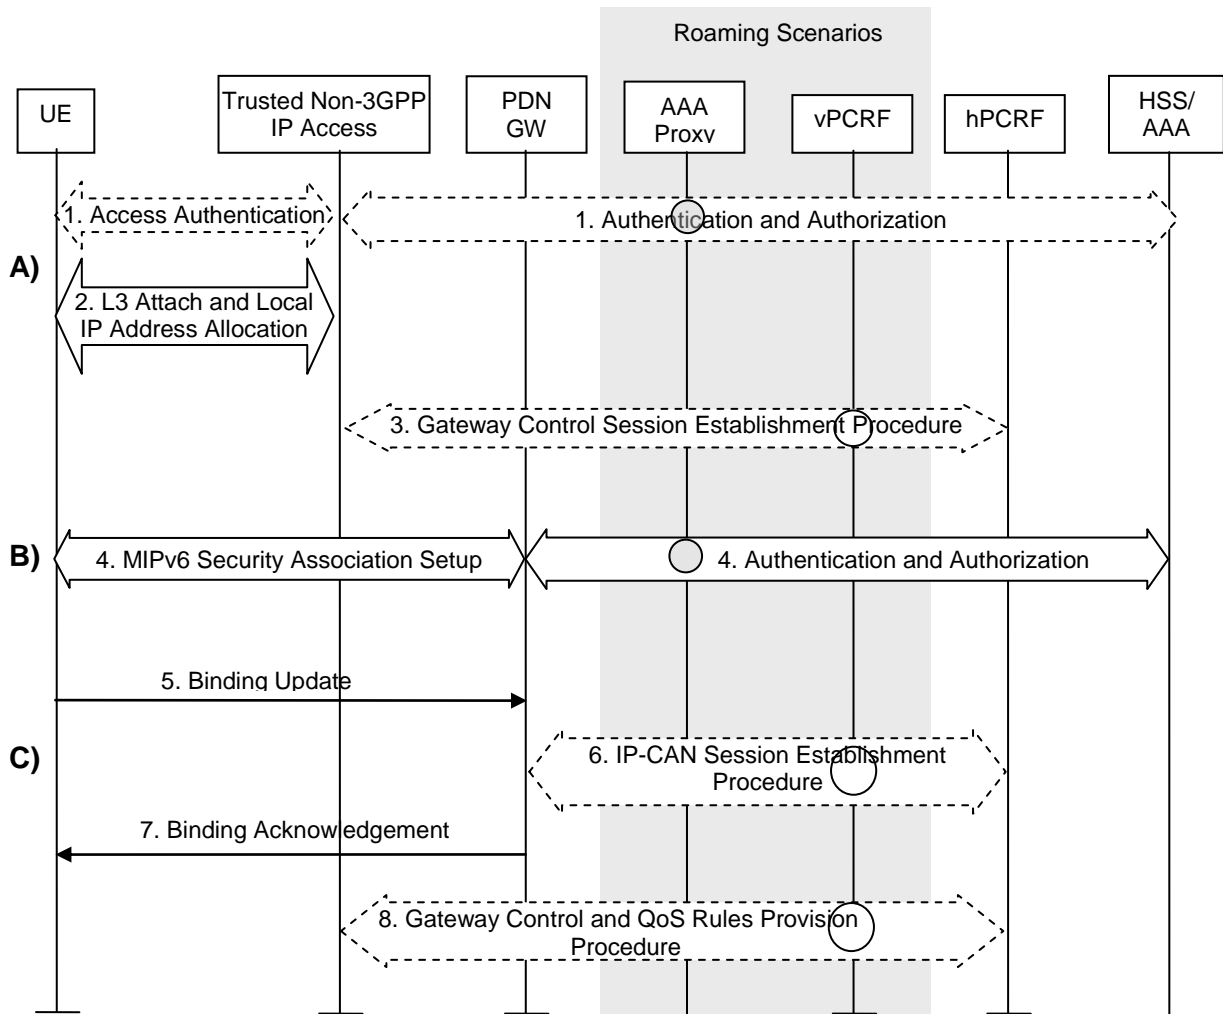 Roaming Scenarios
UE
Trusted Non-3GPP
IP Access
PDN
GW
AAA
Proxy
vPCRF
hPCRF
HSS/
AAA
1. Access Authentication
1. Authentication and Authorization
A)
2. L3 Attach and Local
IP Address Allocation
3. Gateway Control Session Establishment Procedure
B)
4. MIPv6 Security Association Setup
4. Authentication and Authorization
5. Binding Update
C)
6. IP-CAN Session Establishment
Procedure
7. Binding Acknowledgement
8. Gateway Control and QoS Rules Provision
Procedure